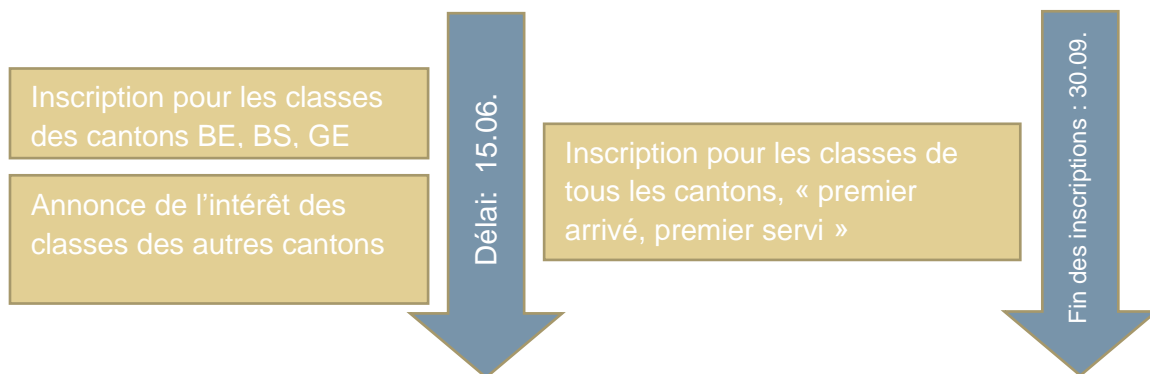 Inscription pour les classes
des cantons BE, BS, GE
Annonce de l’intérêt des
classes des autres cantons
Délai: 15.06.
Inscription pour les classes de
tous les cantons, « premier
arrivé, premier servi »
Fin des inscriptions : 30.09.